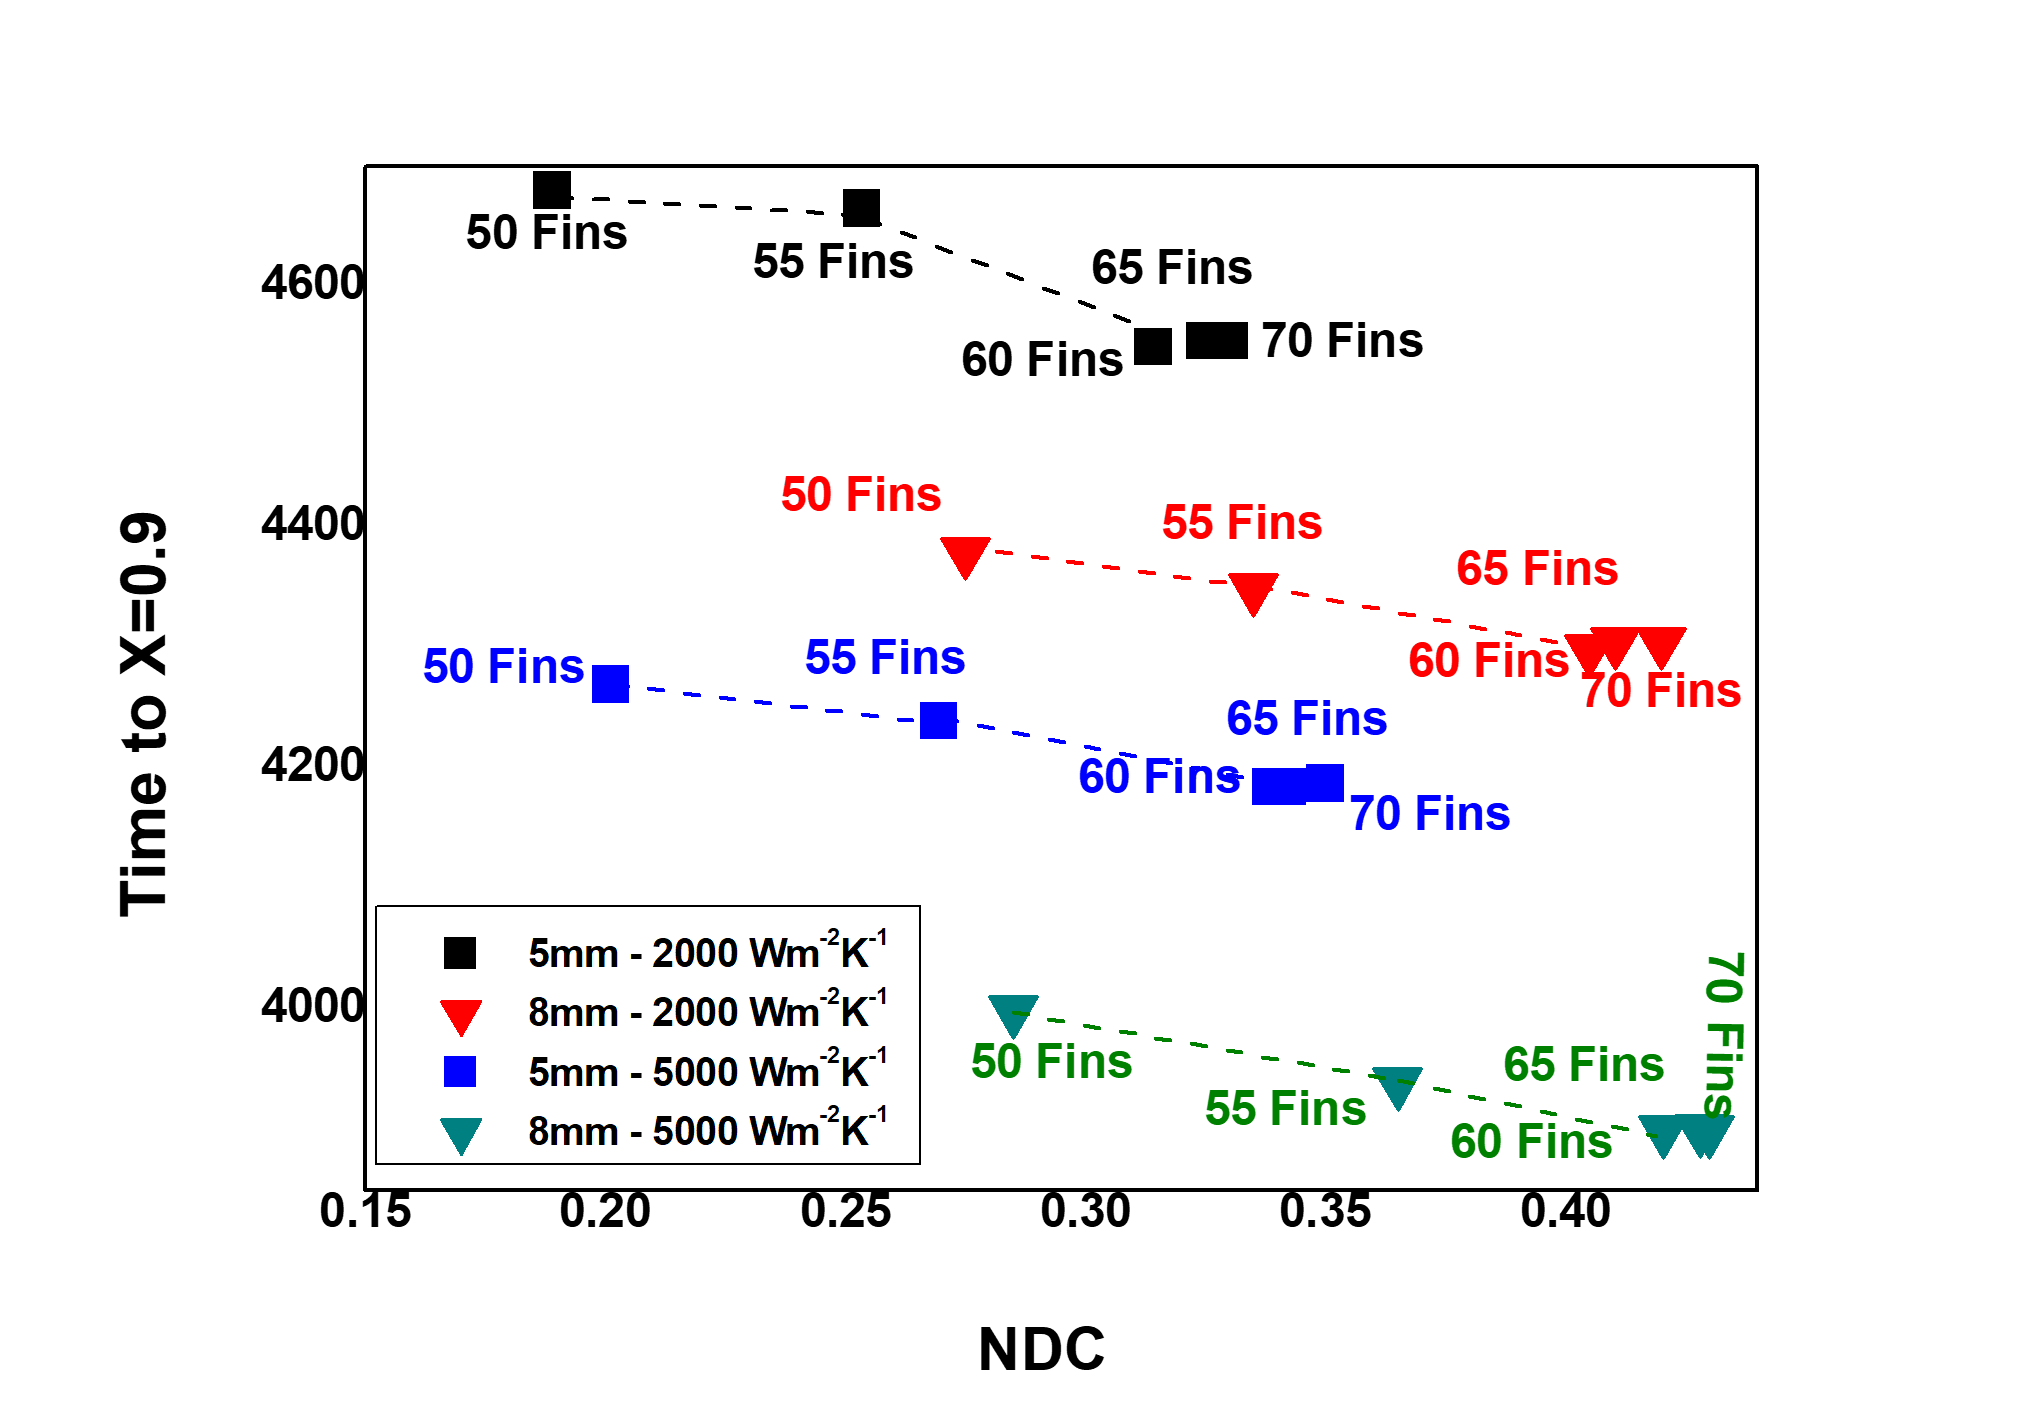 50 Fins
55 Fins
65 Fins
60 Fins
70 Fins
50 Fins
55 Fins
65 Fins
60 Fins
70 Fins
50 Fins
55 Fins
65 Fins
60 Fins
70 Fins
50 Fins
55 Fins
65 Fins
60 Fins
70 Fins
4600
4400
4200
4000
Time to X=0.9
5mm - 2000 Wm⁻²K⁻¹
8mm - 2000 Wm⁻²K⁻¹
5mm - 5000 Wm⁻²K⁻¹
8mm - 5000 Wm⁻²K⁻¹
0.15 0.20 0.25 0.30 0.35 0.40
NDC